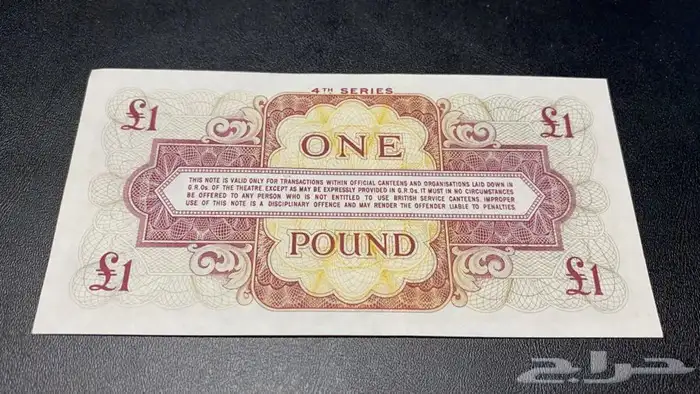 4TH SERIES
£1 £1
ONE
THIS NOTE IS VALID ONLY FOR TRANSACTIONS WITHIN OFFICIAL CANTEENS AND ORGANISATIONS LAID DOWN IN
G.R.Os. OF THE THEATRE, EXCEPT AS MAY BE EXPRESSLY PROVIDED IN G.R.Os. IT MUST IN NO CIRCUMSTANCES
BE OFFERED TO ANY PERSON WHO IS NOT ENTITLED TO USE BRITISH SERVICE CANTEENS. IMPROPER
USE OF THIS NOTE IS A DISCIPLINARY OFFENCE AND MAY RENDER THE OFFENDER LIABLE TO PENALTIES
POUND
£1 £1
حراج